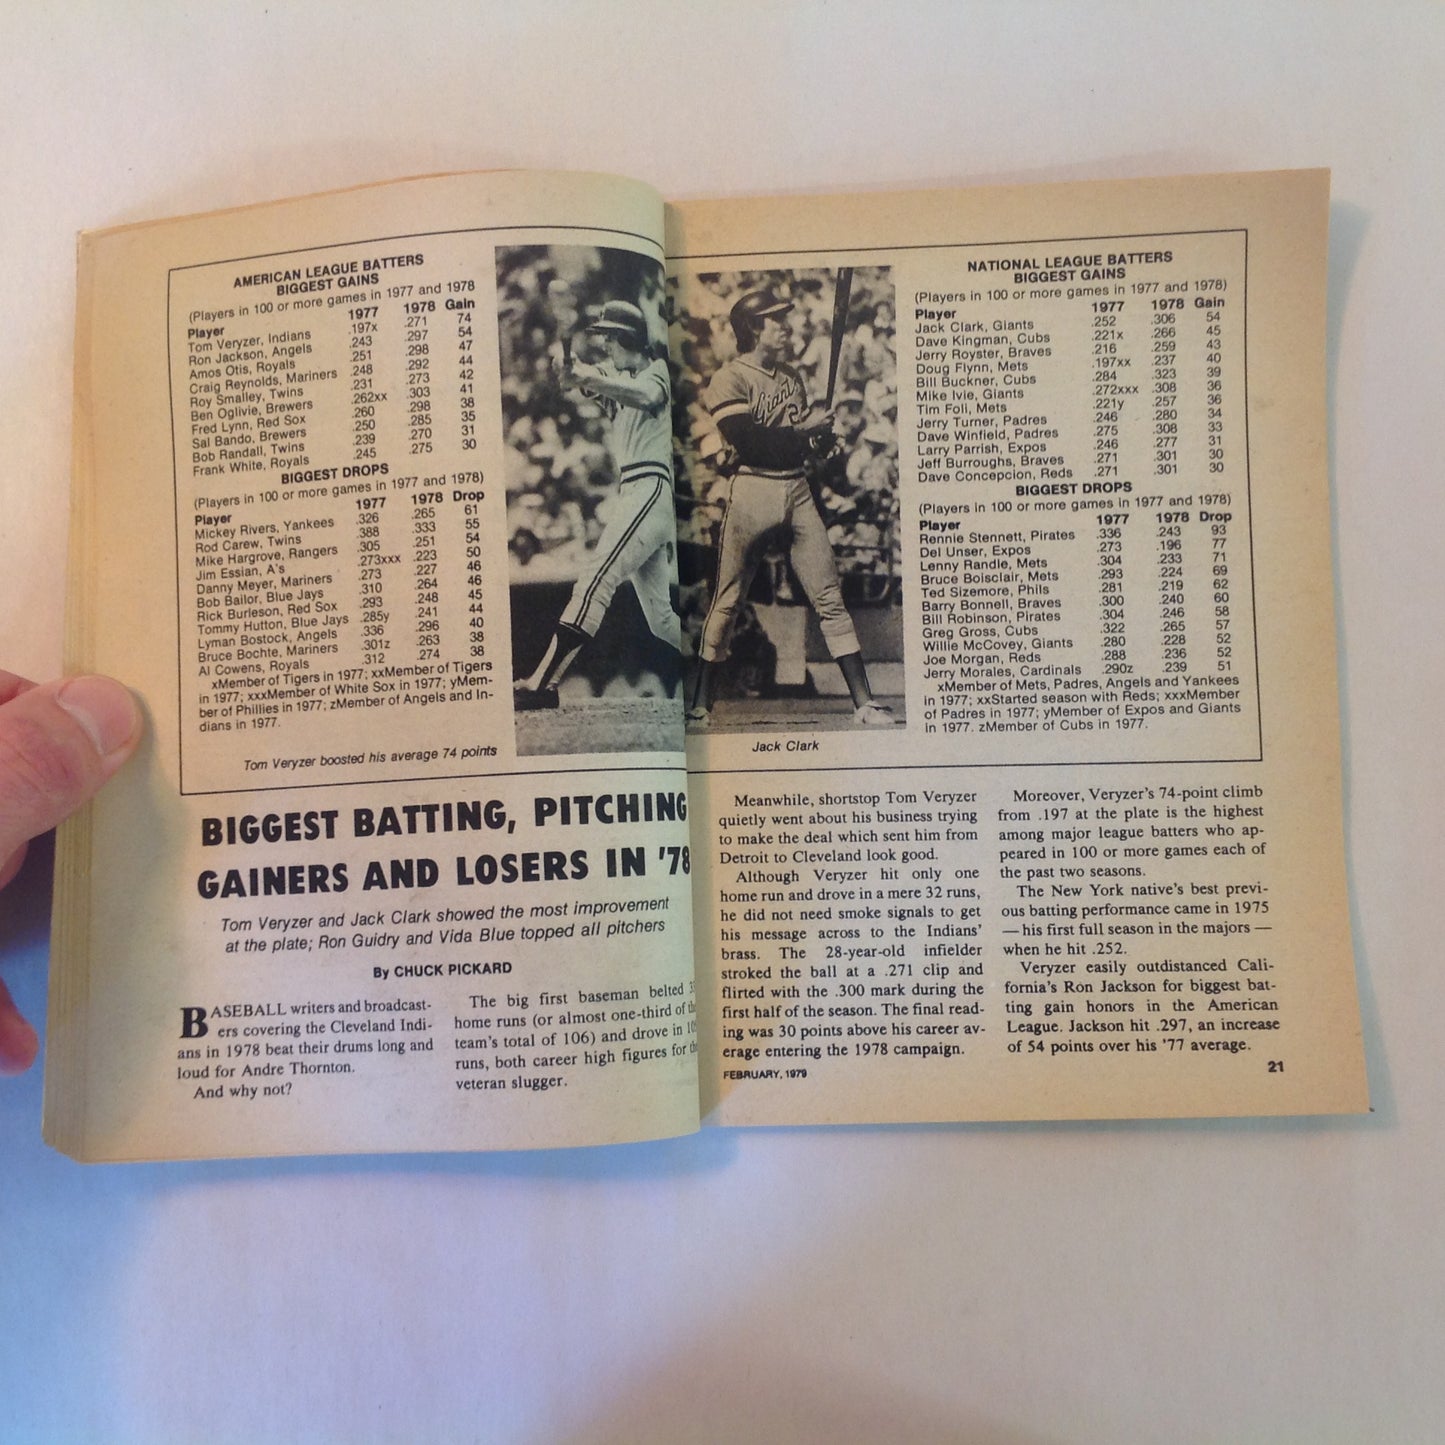 AMERICAN LEAGUE BATTERS
BIGGEST GAINS
(Players in 100 or more games in 1977 and 1978
Player 1977 1978 Gain
Tom Veryzer, Indians .197x .271 74
Ron Jackson, Angels .243 .297 54
Amos Otis, Royals .251 .298 47
Craig Reynolds, Mariners .248 .292 44
Roy Smalley, Twins .231 .273 42
Ben Oglivie, Brewers .262xx .303 41
Fred Lynn, Red Sox .260 .298 38
Sal Bando, Brewers .250 .285 35
Bob Randall, Twins .239 .270 31
Frank White, Royals .245 .275 30
BIGGEST DROPS
(Players in 100 or more games in 1977 and 1978)
Player 1977 1978 Drop
Mickey Rivers, Yankees .326 .265 61
Rod Carew, Twins .388 .333 55
Mike Hargrove, Rangers .305 .251 54
Jim Essian, A's .273xxx .223 50
Danny Meyer, Mariners .273 .227 46
Bob Bailor, Blue Jays .310 .264 46
Rick Burleson, Red Sox .293 .248 45
Tommy Hutton, Blue Jays .285y .241 44
Lyman Bostock, Angels .336 .296 40
Bruce Bochte, Mariners .301z .263 38
Al Cowens, Royals .312 .274 38
xMember of Tigers in 1977; xxMember of Tigers
in 1977; xxxMember of White Sox in 1977; yMem-
ber of Phillies in 1977; zMember of Angels and In-
dians in 1977.
Tom Veryzer boosted his average 74 points
BIGGEST BATTING, PITCHING
GAINERS AND LOSERS IN '78
Tom Veryzer and Jack Clark showed the most improvement
at the plate; Ron Guidry and Vida Blue topped all pitchers
By CHUCK PICKARD
BASEBALL writers and broadcast-
ers covering the Cleveland Indi-
ans in 1978 beat their drums long and
loud for Andre Thornton.
And why not?
The big first baseman belted
home runs (or almost one-third of
team's total of 106) and drove in
runs, both career high figures for
veteran slugger.
Giants
Jack Clark
NATIONAL LEAGUE BATTERS
BIGGEST GAINS
(Players in 100 or more games in 1977 and 1978)
Player 1977 1978 Gain
Jack Clark, Giants .252 .306 54
Dave Kingman, Cubs .221x .266 45
Jerry Royster, Braves .216 .259 43
Doug Flynn, Mets .197xx .237 40
Bill Buckner, Cubs .284 .323 39
Mike Ivie, Giants .272xxx .308 36
Tim Foli, Mets .221y .257 36
Jerry Turner, Padres .246 .280 34
Dave Winfield, Padres .275 .308 33
Larry Parrish, Expos .246 .277 31
Jeff Burroughs, Braves .271 .301 30
Dave Concepcion, Reds .271 .301 30
BIGGEST DROPS
(Players in 100 or more games in 1977 and 1978)
Player 1977 1978 Drop
Rennie Stennett, Pirates .336 .243 93
Del Unser, Expos .273 .196 77
Lenny Randle, Mets .304 .233 71
Bruce Boisclair, Mets .293 .224 69
Ted Sizemore, Phils .281 .219 62
Barry Bonnell, Braves .300 .240 60
Bill Robinson, Pirates .304 .246 58
Greg Gross, Cubs .322 .265 57
Willie McCovey, Giants .280 .228 52
Joe Morgan, Reds .288 .236 52
Jerry Morales, Cardinals .290z .239 51
xMember of Mets, Padres, Angels and Yankees
in 1977; xxStarted season with Reds; xxxMember
of Padres in 1977; yMember of Expos and Giants
in 1977. zMember of Cubs in 1977.
Meanwhile, shortstop Tom Veryzer
quietly went about his business trying
to make the deal which sent him from
Detroit to Cleveland look good.
Although Veryzer hit only one
home run and drove in a mere 32 runs,
he did not need smoke signals to get
his message across to the Indians'
brass. The 28-year-old infielder
stroked the ball at a .271 clip and
flirted with the .300 mark during the
first half of the season. The final read-
ing was 30 points above his career av-
erage entering the 1978 campaign.
Moreover, Veryzer's 74-point climb
from .197 at the plate is the highest
among major league batters who ap-
peared in 100 or more games each of
the past two seasons.
The New York native's best previ-
ous batting performance came in 1975
— his first full season in the majors —
when he hit .252.
Veryzer easily outdistanced Cali-
fornia's Ron Jackson for biggest bat-
ting gain honors in the American
League. Jackson hit .297, an increase
of 54 points over his '77 average.
FEBRUARY, 1979
21